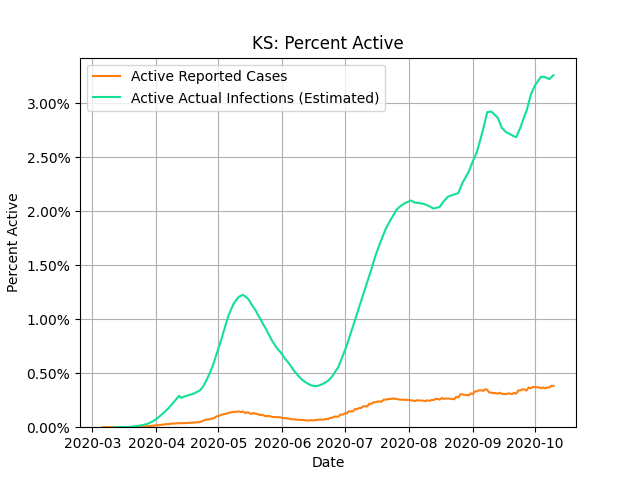 KS: Percent Active
Active Reported Cases
Active Actual Infections (Estimated)
Percent Active
3.00%
2.50%
2.00%
1.50%
1.00%
0.50%
0.00%
2020-03 2020-04 2020-05 2020-06 2020-07 2020-08 2020-09 2020-10
Date